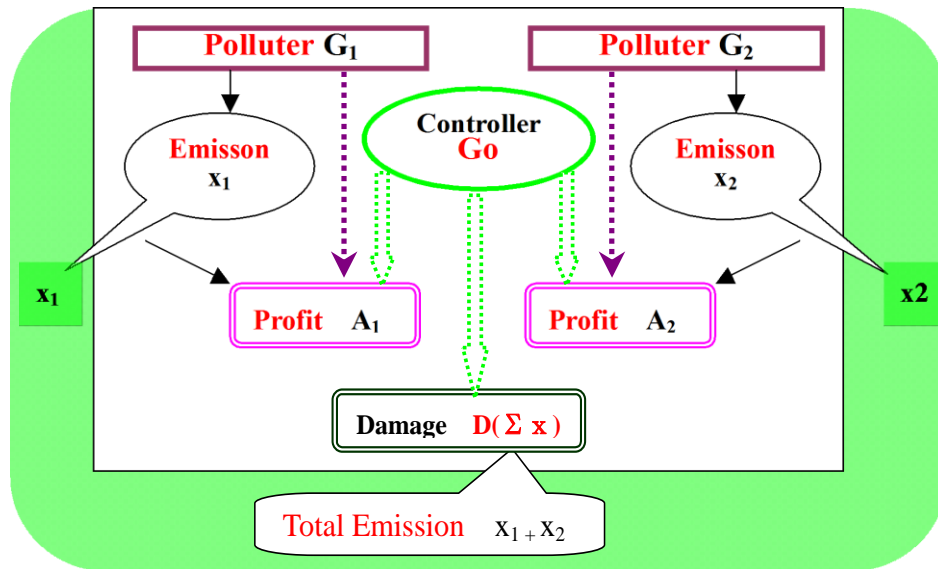 Polluter G₁
Polluter G₂
Controller
Go
Emisson
x₁
Emisson
x₂
x₁
x2
Profit A₁
Profit A₂
Damage D(Σ x)
Total Emission x₁ + x₂